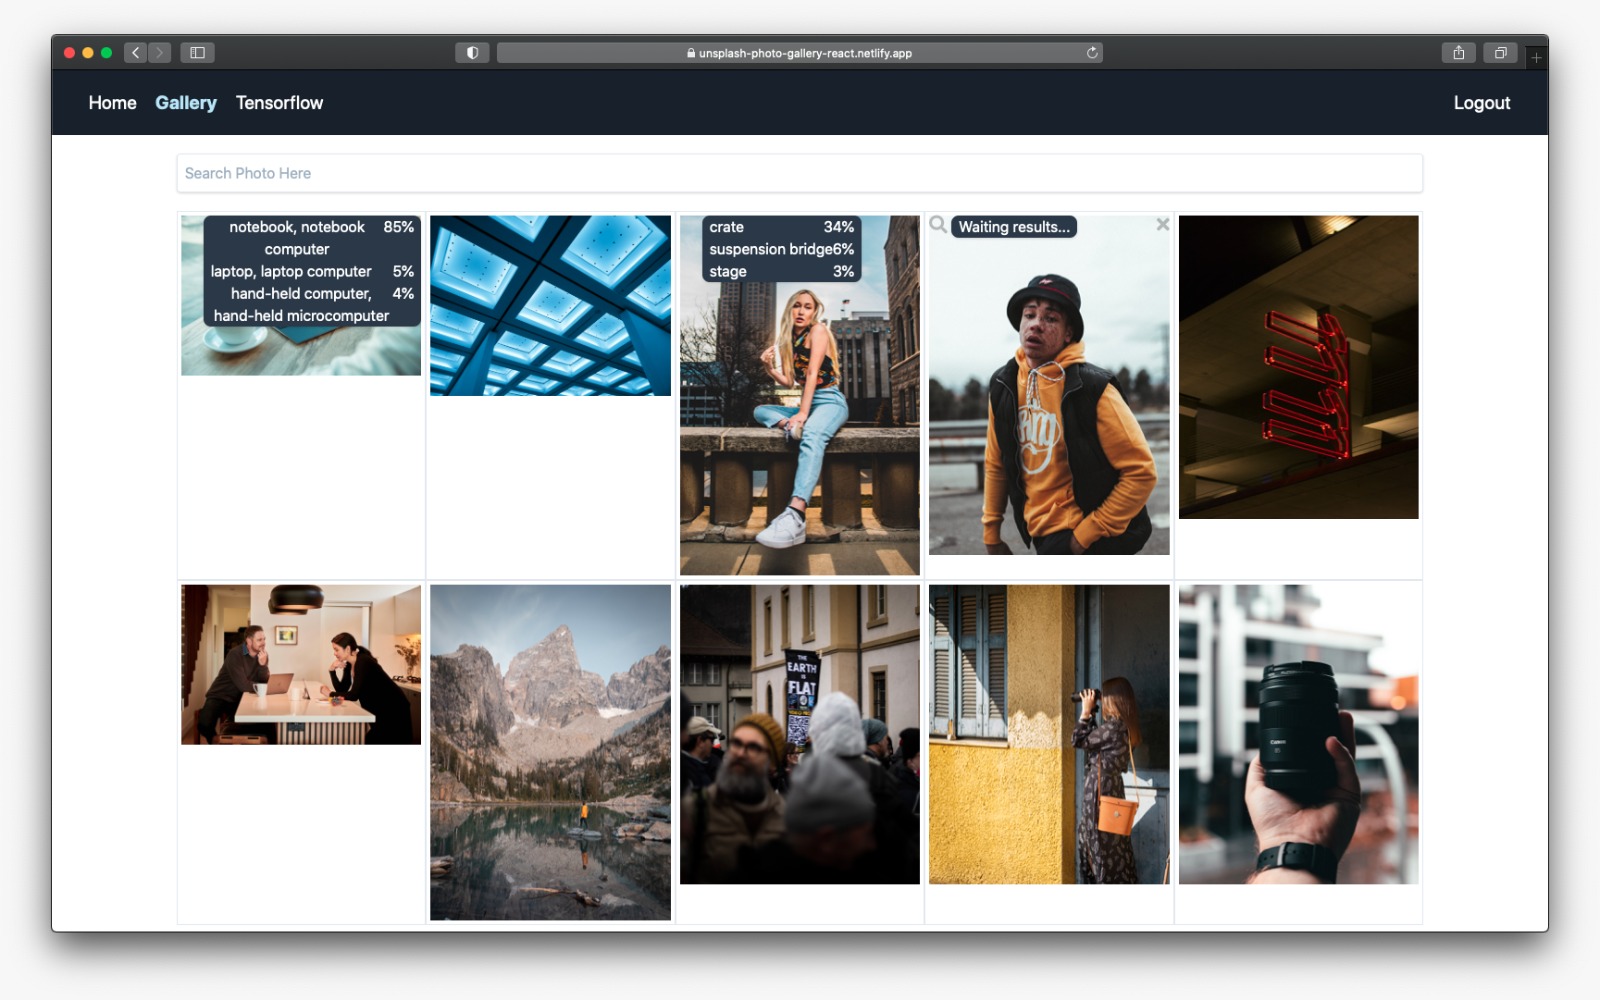 unsplash-photo-gallery-react.netlify.app
Home Gallery Tensorflow Logout
Search Photo Here
notebook, notebook 85%
computer
laptop, laptop computer 5%
hand-held computer, 4%
hand-held microcomputer
crate 34%
suspension bridge6%
stage 3%
Waiting results...
THE
EARTH
IS
FLAT
Canon